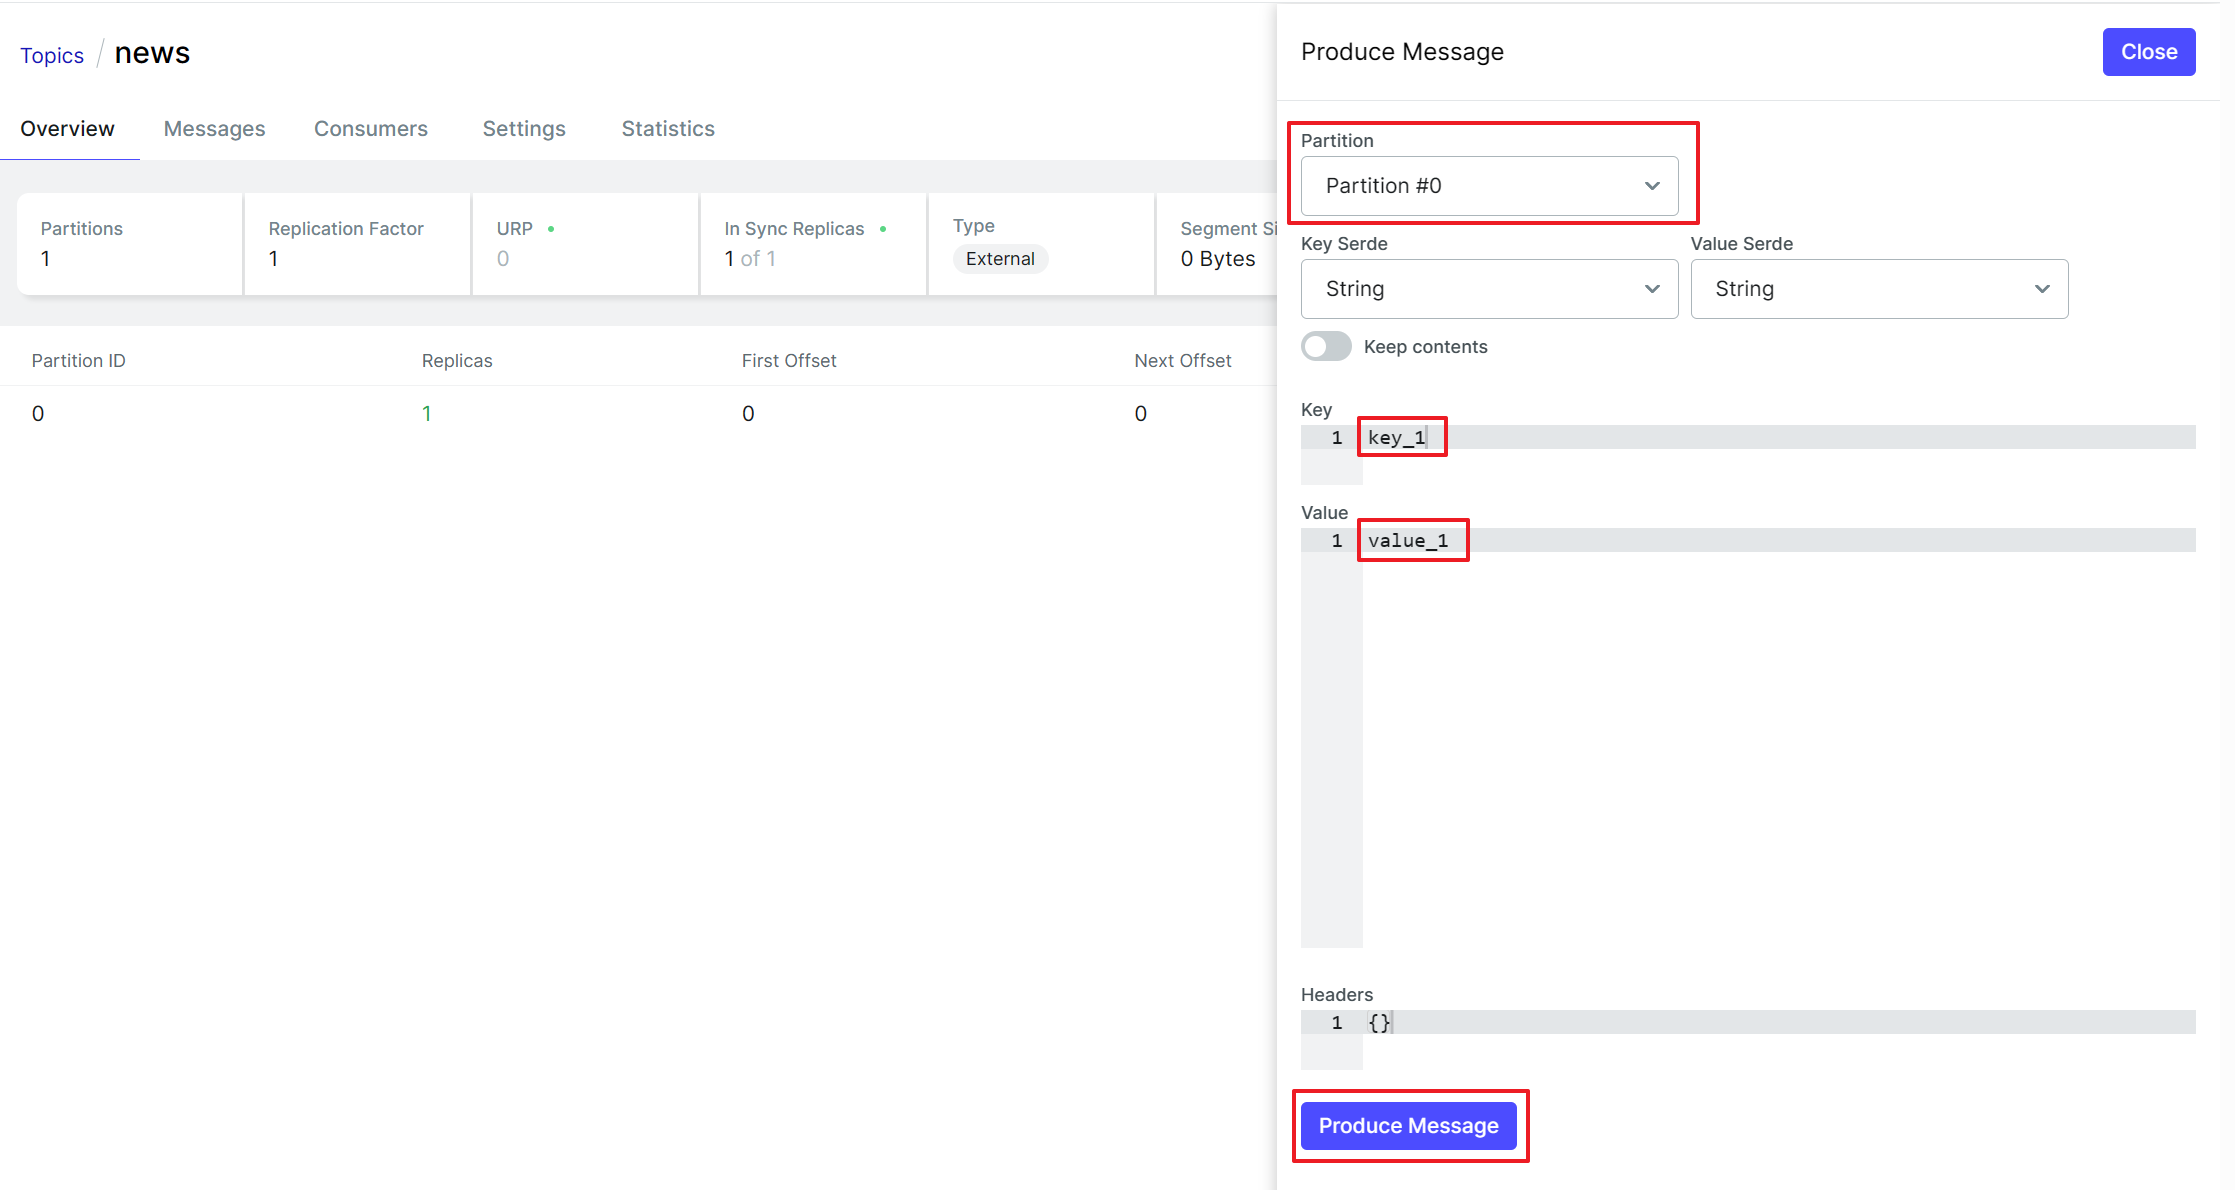 Topics / news
Overview Messages Consumers Settings Statistics
Partitions Replication Factor URP In Sync Replicas Type Segment Si
1 1 0 1 of 1 External 0 Bytes
Partition ID Replicas First Offset Next Offset
0 1 0 0
Produce Message Close
Partition
Partition #0
Key Serde Value Serde
String String
Keep contents
Key
1 key_1
Value
1 value_1
Headers
1 {}
Produce Message